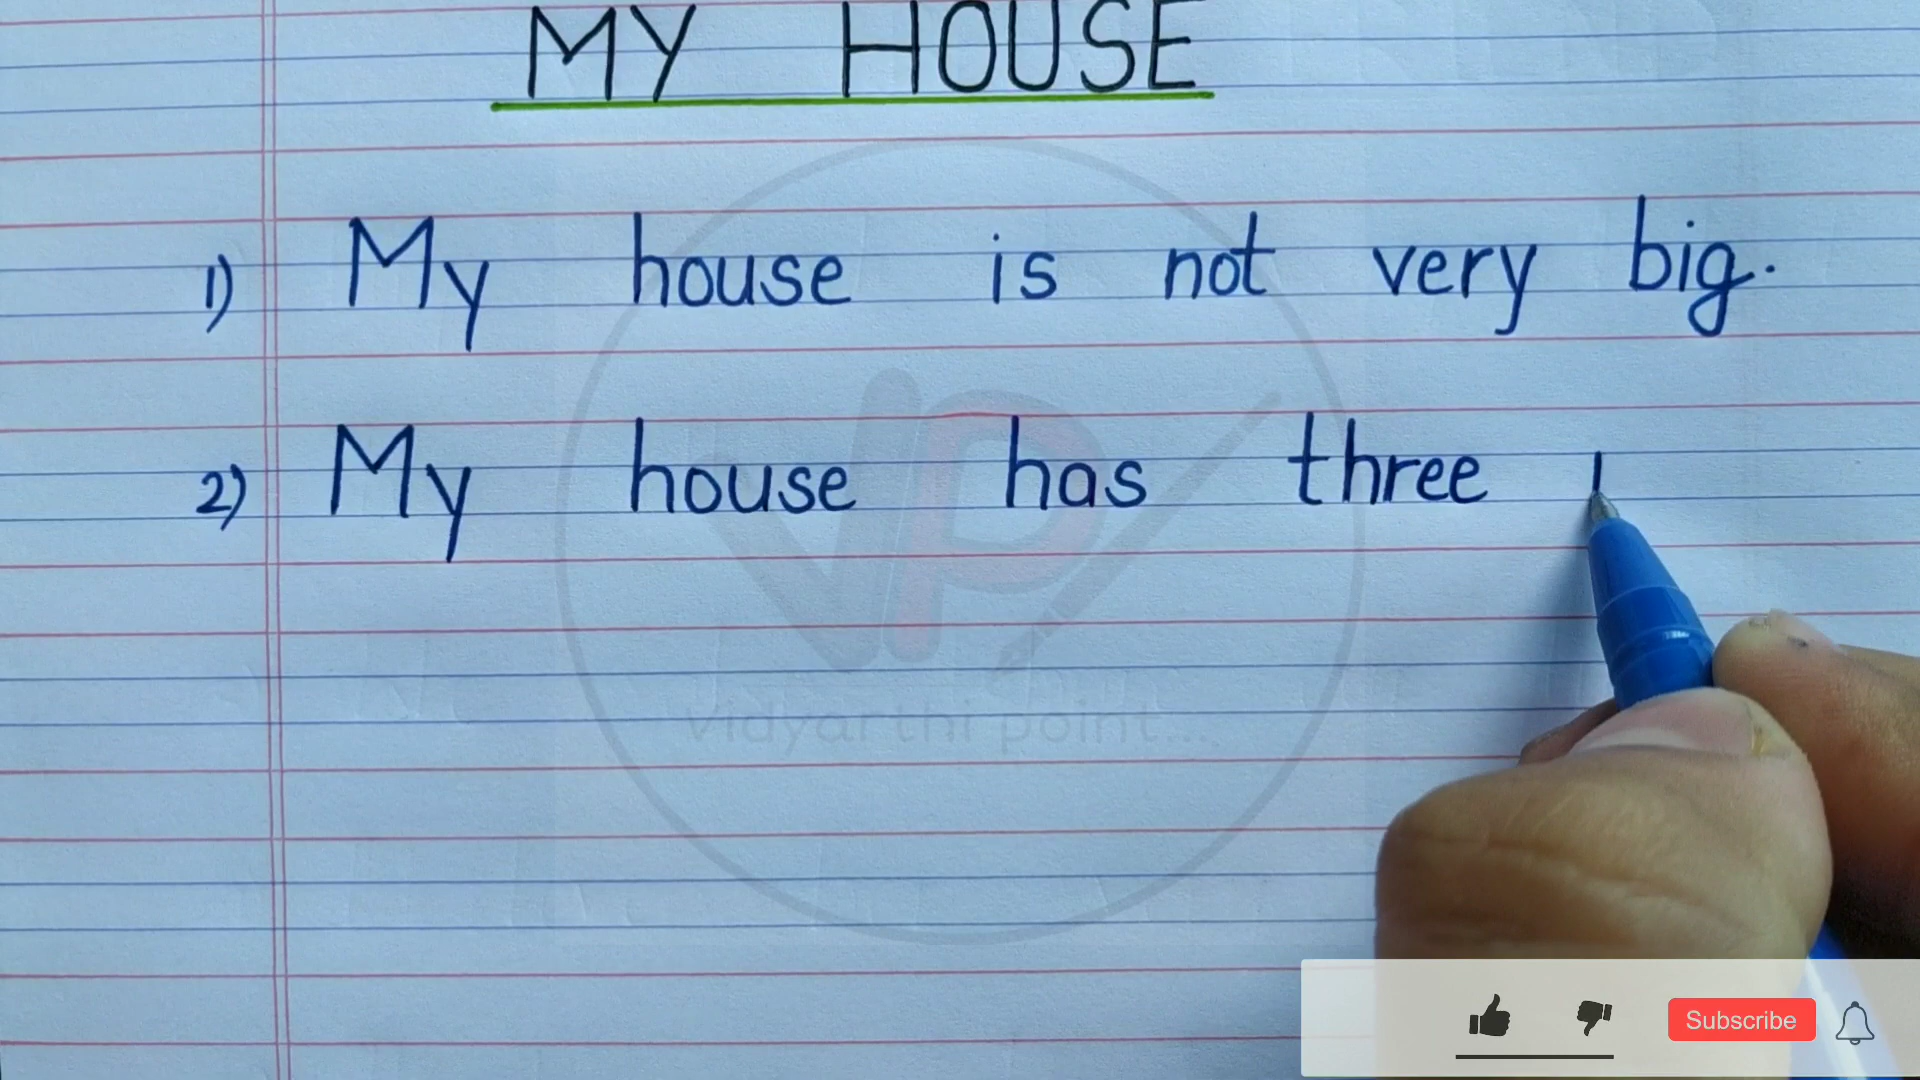 MY HOUSE
1) My house is not very big.
2) My house has three
vidyarthi point...
Subscribe